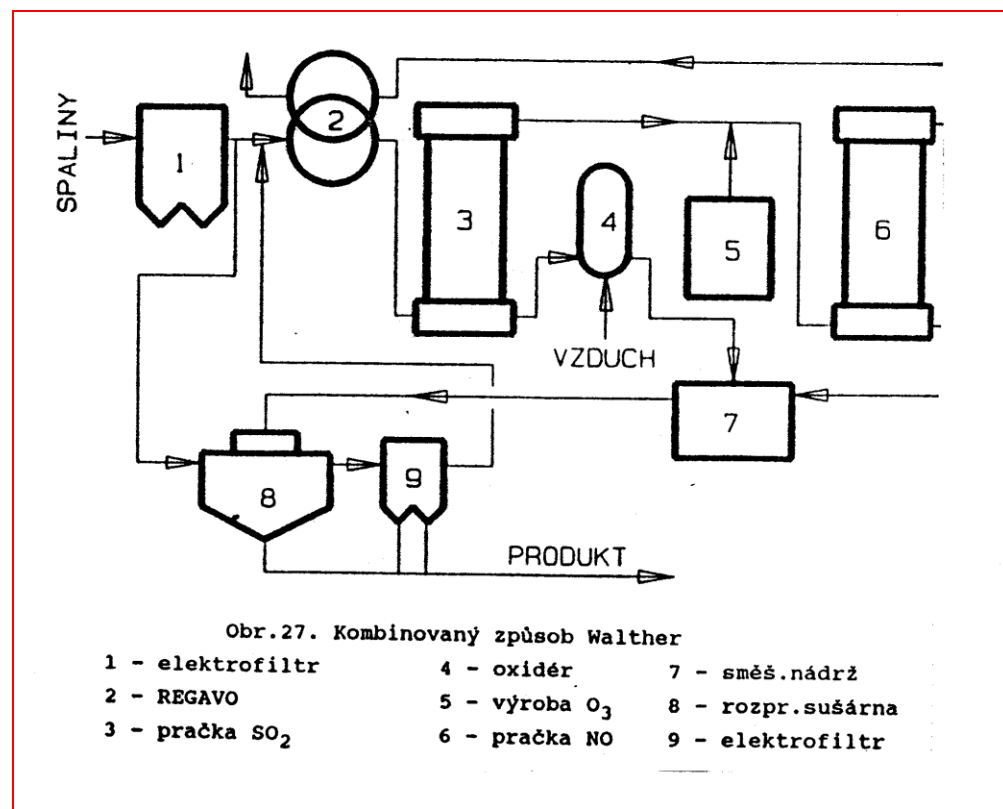 SPALINY
1
2
3
4
5
6
VZDUCH
7
8
9
PRODUKT
Obr.27. Kombinovaný způsob Walther
1 - elektrofiltr
2 - REGAVO
3 - pračka SO₂
4 - oxidér
5 - výroba O₃
6 - pračka NO
7 - směš.nádrž
8 - rozpr.sušárna
9 - elektrofiltr